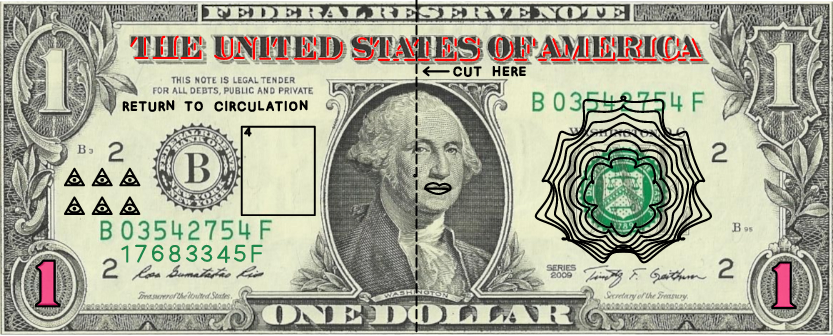 FEDERAL RESERVE NOTE
THE UNITED STATES OF AMERICA
← CUT HERE
THIS NOTE IS LEGAL TENDER
FOR ALL DEBTS, PUBLIC AND PRIVATE
RETURN TO CIRCULATION
1
1
B 03542754 F
WASHINGTON, D.C.
4
B3
2
B
2
B 03542754 F
17683345F
B 95
2
Rosa Gumataotao Rios
Treasurer of the United States.
SERIES
2009
Timothy F. Geithner
Secretary of the Treasury.
2
1
1
WASHINGTON
ONE DOLLAR